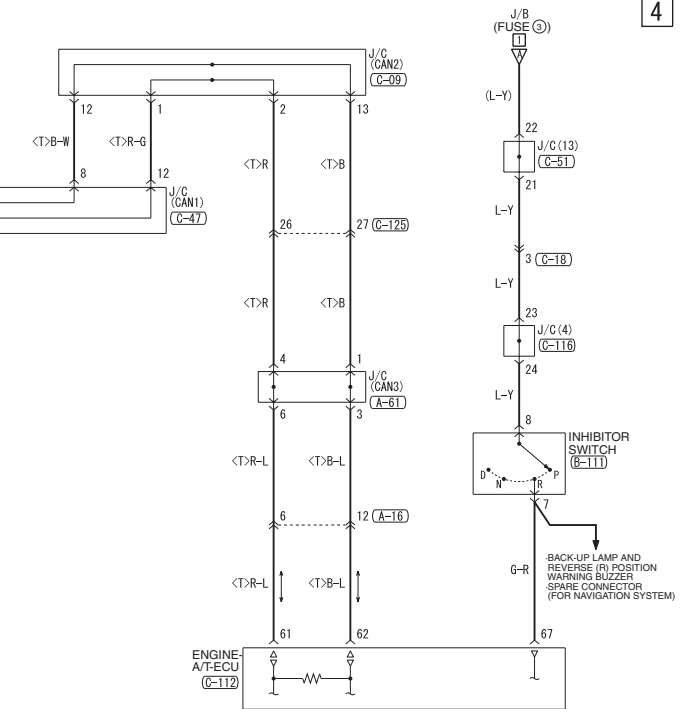 4
J/B
(FUSE ③)
1
A
J/C
(CAN2)
C-09
12
1
2
13
(L-Y)
<T>B-W
<T>R-G
22
J/C(13)
C-51
<T>R
<T>B
8
12
21
J/C
(CAN1)
C-47
L-Y
26
27
C-125
3
C-18
L-Y
<T>R
<T>B
23
J/C(4)
C-116
4
1
24
J/C
(CAN3)
A-61
L-Y
6
3
8
INHIBITOR
SWITCH
B-111
<T>R-L
<T>B-L
D
N
R
P
7
6
12
A-16
-BACK-UP LAMP AND
REVERSE (R) POSITION
WARNING BUZZER
-SPARE CONNECTOR
(FOR NAVIGATION SYSTEM)
<T>R-L
<T>B-L
G-R
61
62
67
ENGINE-
A/T-ECU
C-112